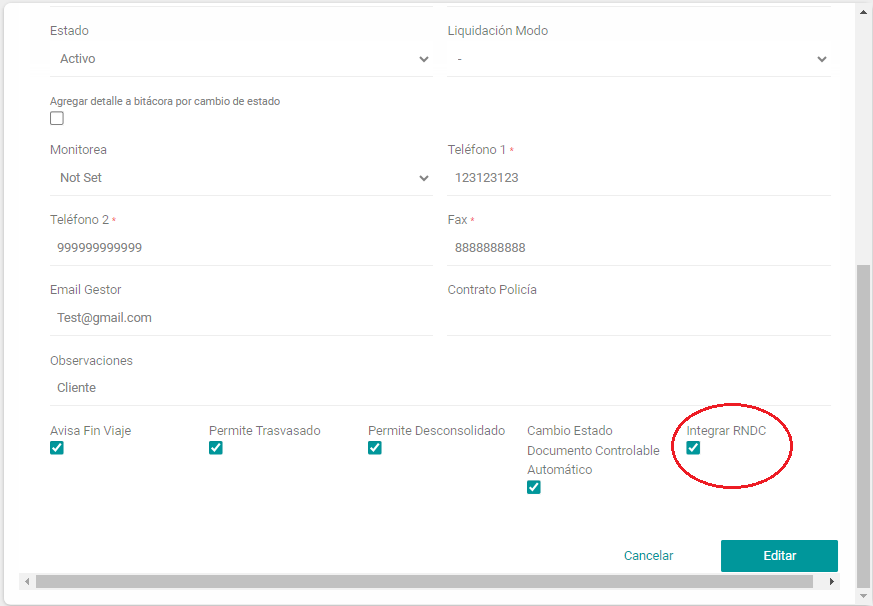 Estado
Liquidación Modo
Activo
-
Agregar detalle a bitácora por cambio de estado
Monitorea
Teléfono 1 *
Not Set
123123123
Teléfono 2 *
Fax *
999999999999
8888888888
Email Gestor
Contrato Policía
Test@gmail.com
Observaciones
Cliente
Avisa Fin Viaje
Permite Trasvasado
Permite Desconsolidado
Cambio Estado
Documento Controlable
Automático
Integrar RNDC
Cancelar
Editar